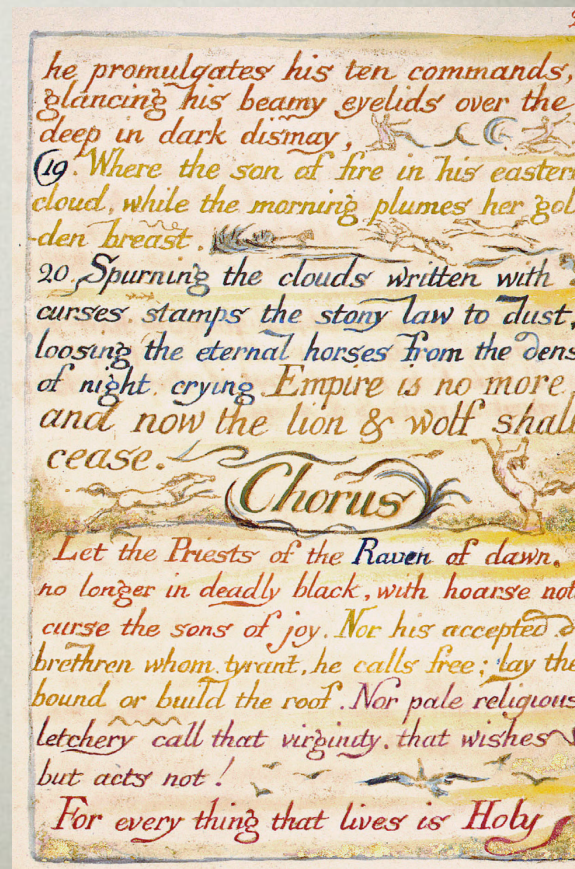 he promulgates his ten commands,
glancing his beamy eyelids over the
deep in dark dismay,
19. Where the son of fire in his eastern
cloud, while the morning plumes her gol
-den breast.
20. Spurning the clouds written with
curses. stamps the stony law to dust,
loosing the eternal horses from the dens
of night. crying Empire is no more
and now the lion & wolf shall
cease.
Chorus
Let the Priests of the Raven of dawn.
no longer in deadly black, with hoarse not
curse the sons of joy. Nor his accepted
brethren whom, tyrant, he calls free; lay the
bound or build the roof. Nor pale religious
letchery call that virginity. that wishes
but acts not!
For every thing that lives is Holy